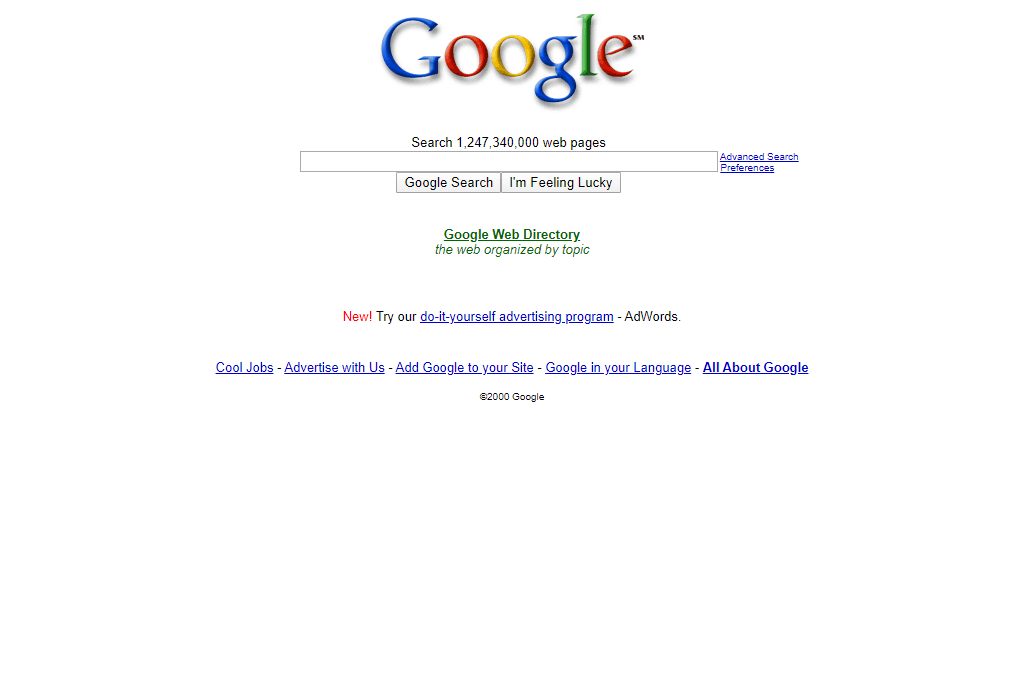 Google℠
Search 1,247,340,000 web pages
Advanced Search
Preferences
Google Search I'm Feeling Lucky
Google Web Directory
the web organized by topic
New! Try our do-it-yourself advertising program - AdWords.
Cool Jobs - Advertise with Us - Add Google to your Site - Google in your Language - All About Google
©2000 Google